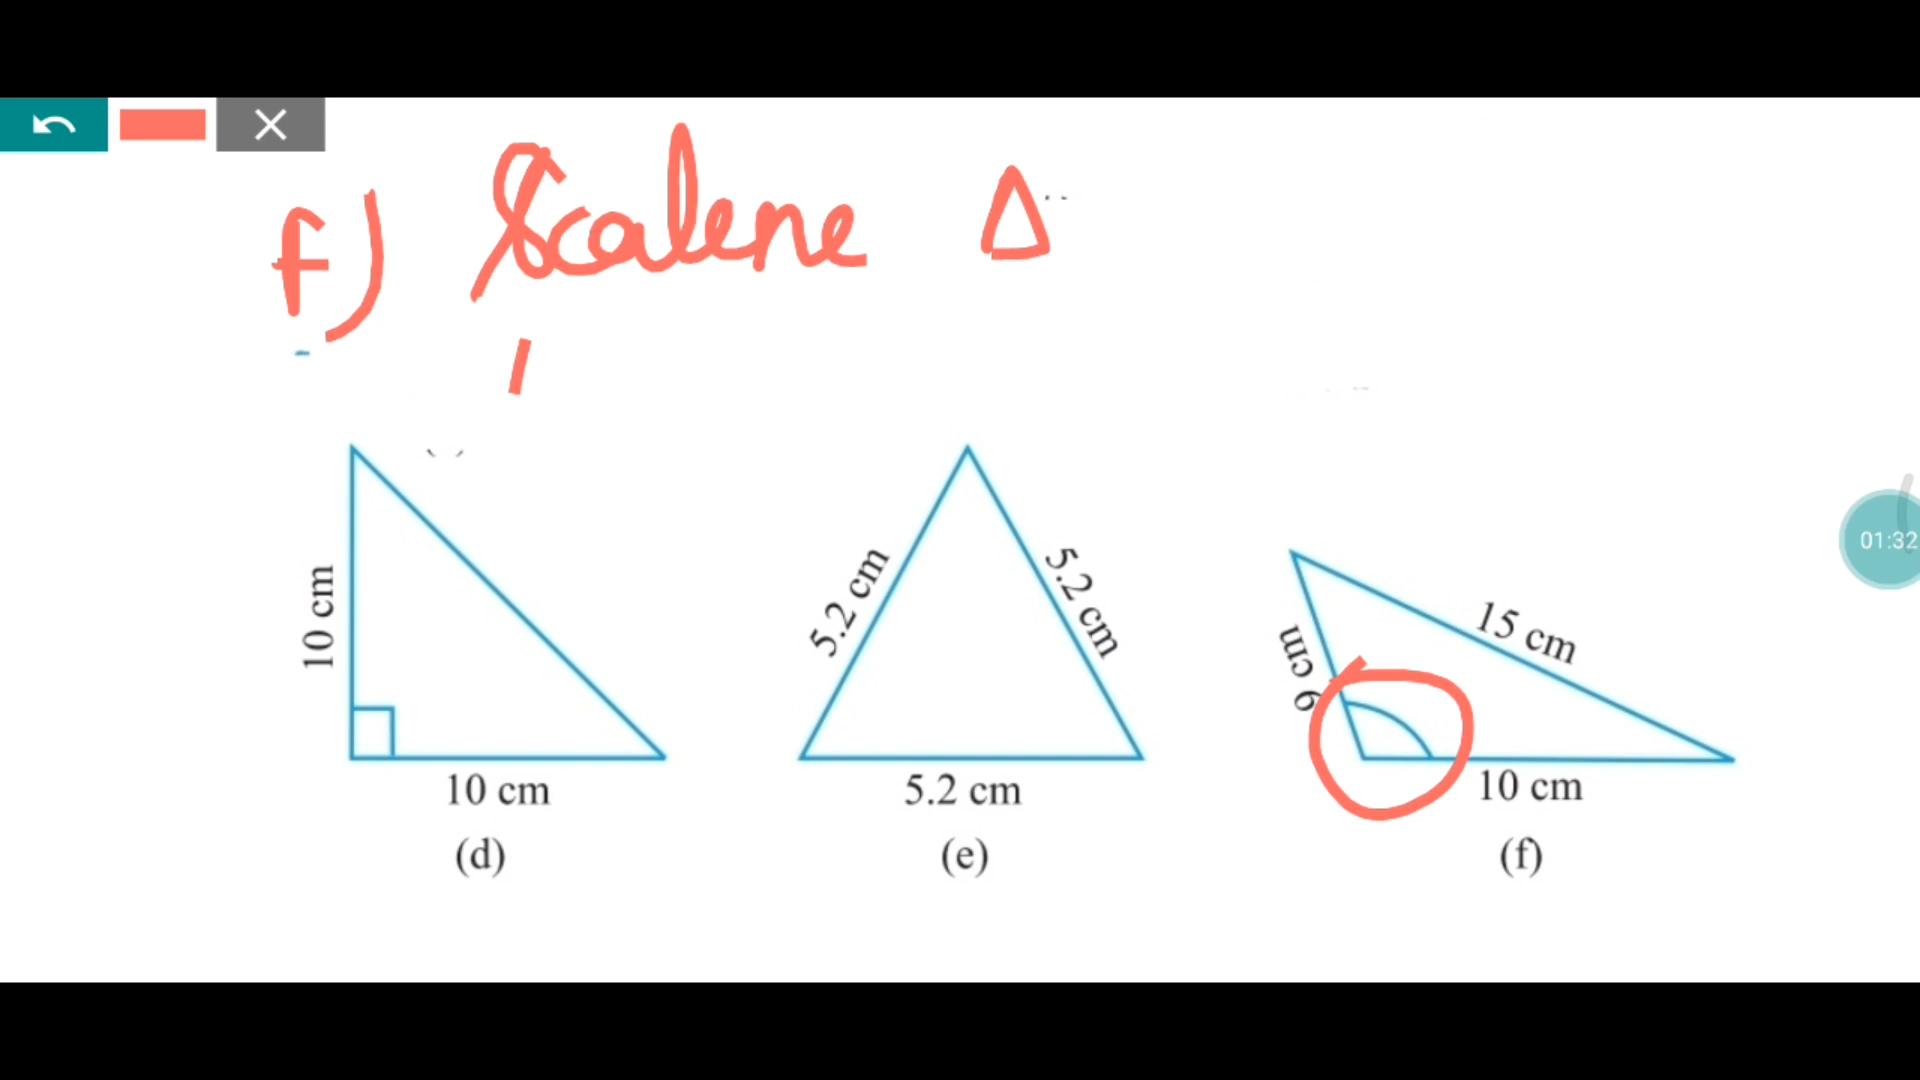 f) Scalene Δ
10 cm
5.2 cm
5.2 cm
15 cm
9 cm
10 cm
5.2 cm
10 cm
(d)
(e)
(f)
01:32